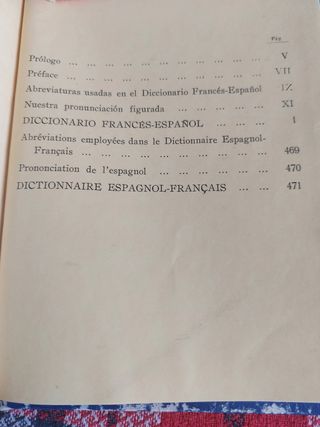 Pág.
Prólogo ... ... ... ... ... ... ... ... ... ... V
Préface ... ... ... ... ... ... ... ... ... ... VII
Abreviaturas usadas en el Diccionario Francés-Español IX
Nuestra pronunciación figurada ... ... ... ... ... XI
DICCIONARIO FRANCÉS-ESPAÑOL ... ... ... 1
Abréviations employées dans le Dictionnaire Espagnol-
Français ... ... ... ... ... ... ... ... ... ... 469
Prononciation de l'espagnol ... ... ... ... ... ... 470
DICTIONNAIRE ESPAGNOL-FRANÇAIS ... ... 471